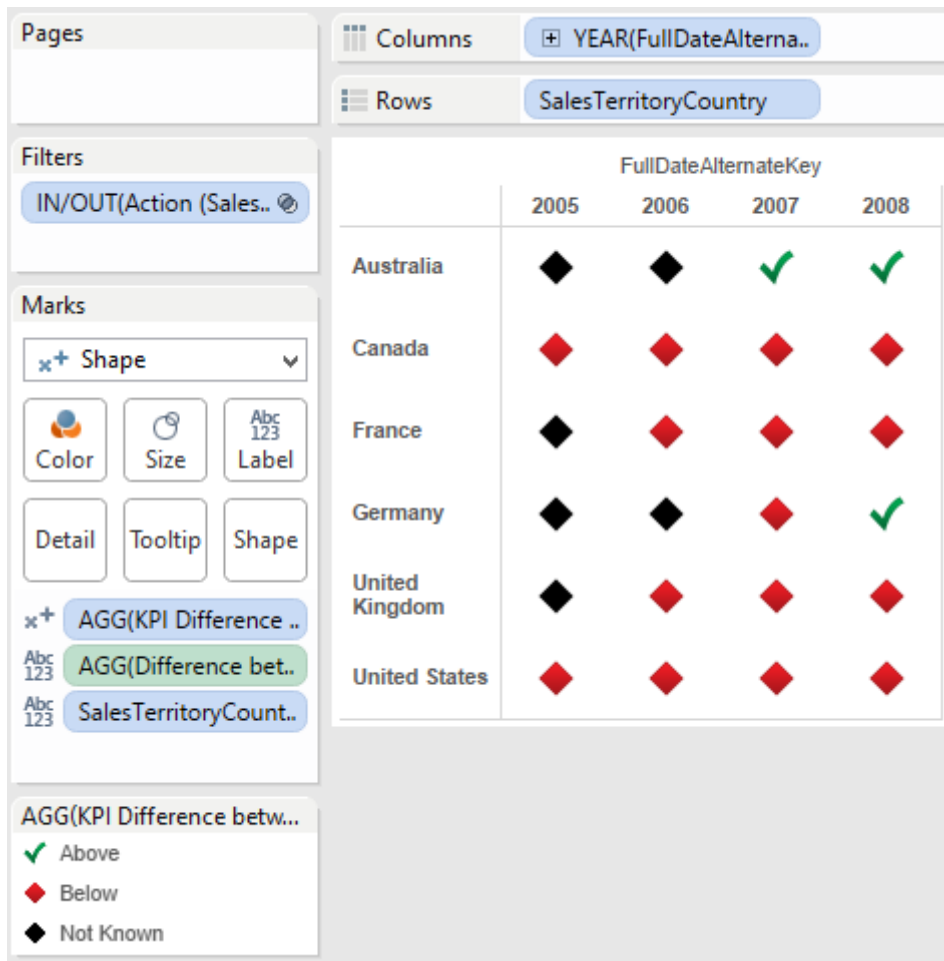 Pages
Columns
YEAR(FullDateAlterna..
Rows
SalesTerritoryCountry
Filters
IN/OUT(Action (Sales..
Marks
Shape
Color
Size
Abc
123
Label
Detail
Tooltip
Shape
AGG(KPI Difference ..
Abc
123
AGG(Difference bet..
Abc
123
SalesTerritoryCount..
AGG(KPI Difference betw...
Above
Below
Not Known
FullDateAlternateKey
2005 2006 2007 2008
Australia
Canada
France
Germany
United
Kingdom
United States